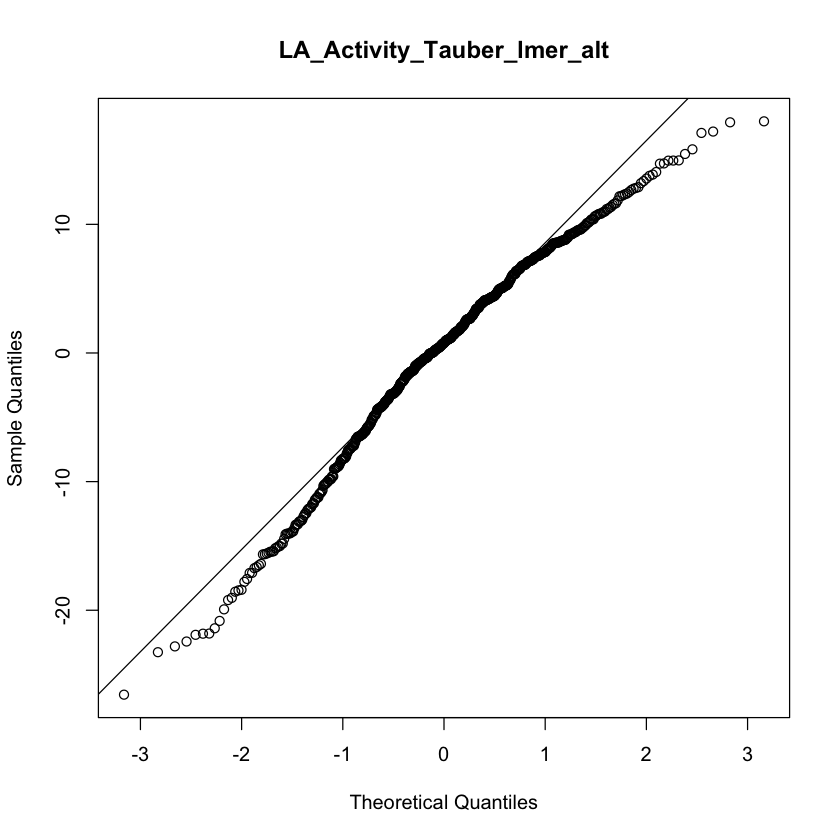 LA_Activity_Tauber_lmer_alt
10
0
-10
-20
Sample Quantiles
-3 -2 -1 0 1 2 3
Theoretical Quantiles